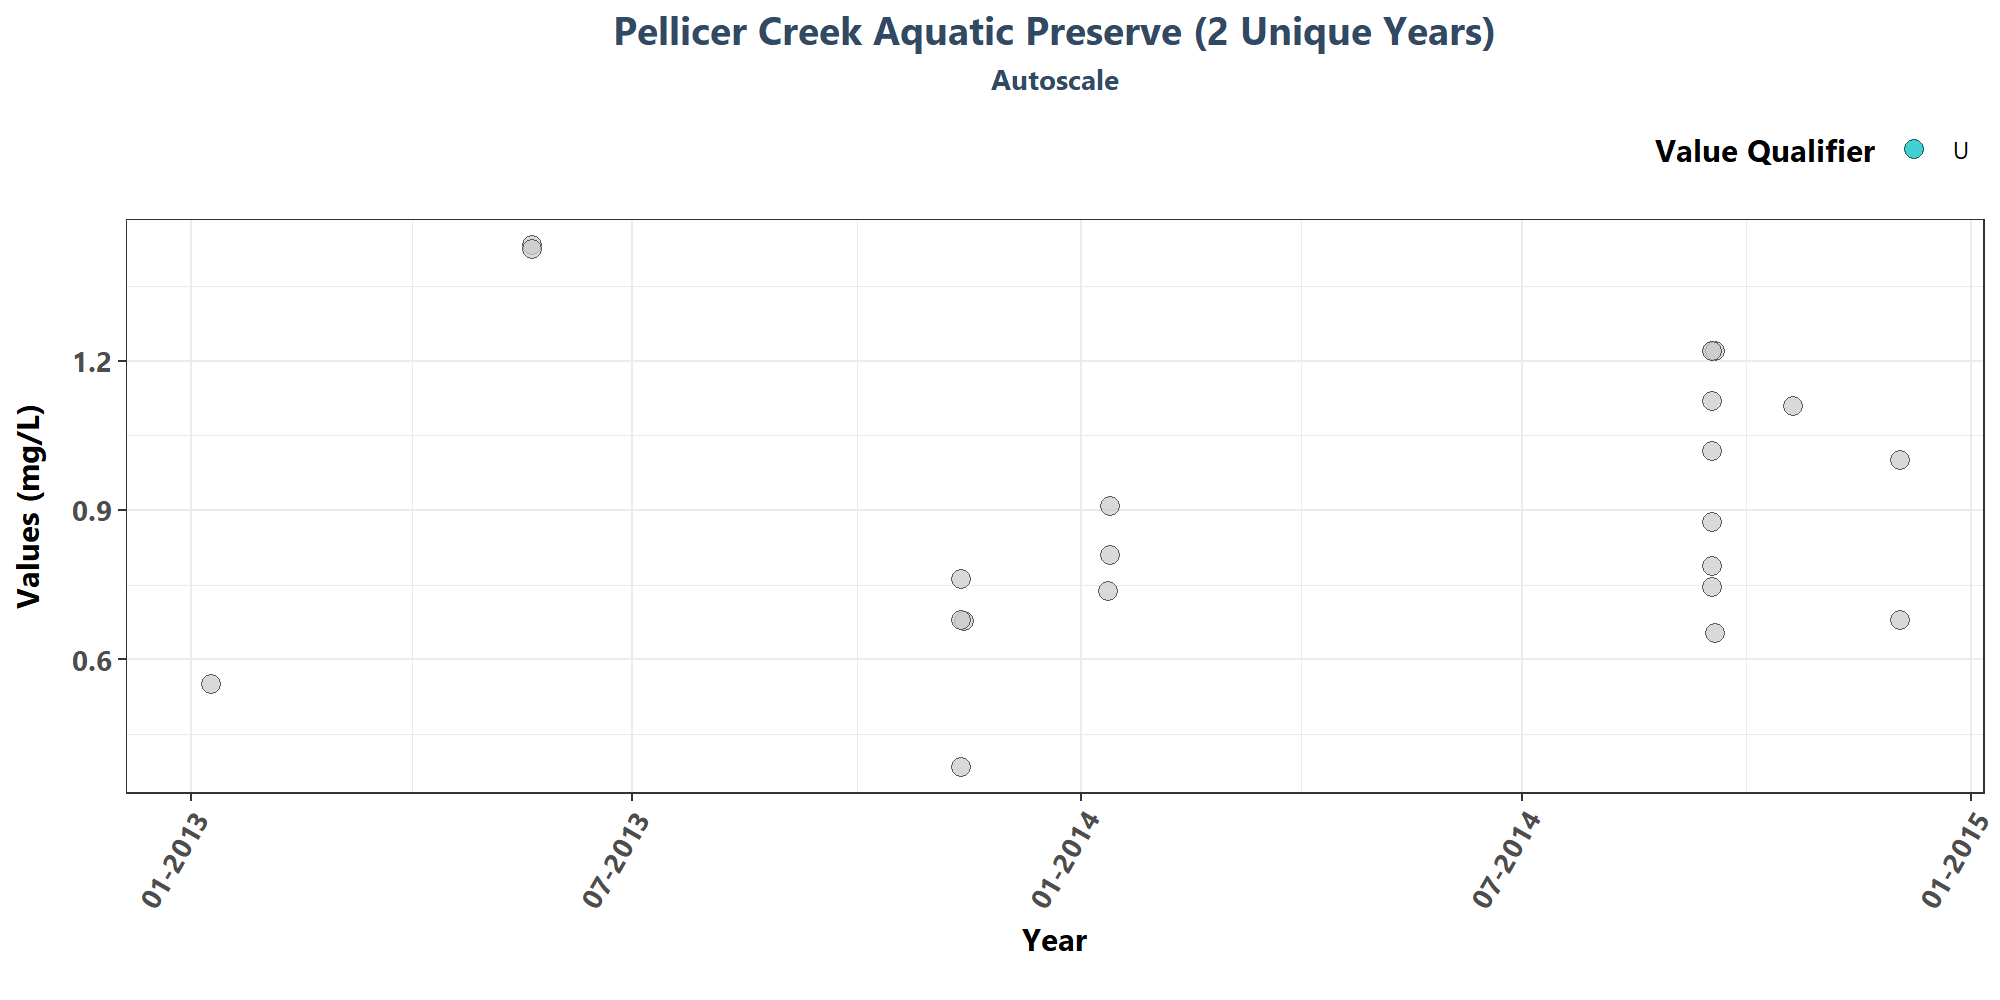 Pellicer Creek Aquatic Preserve (2 Unique Years)
Autoscale
Value Qualifier U
Values (mg/L)
1.2
0.9
0.6
01-2013 07-2013 01-2014 07-2014 01-2015
Year